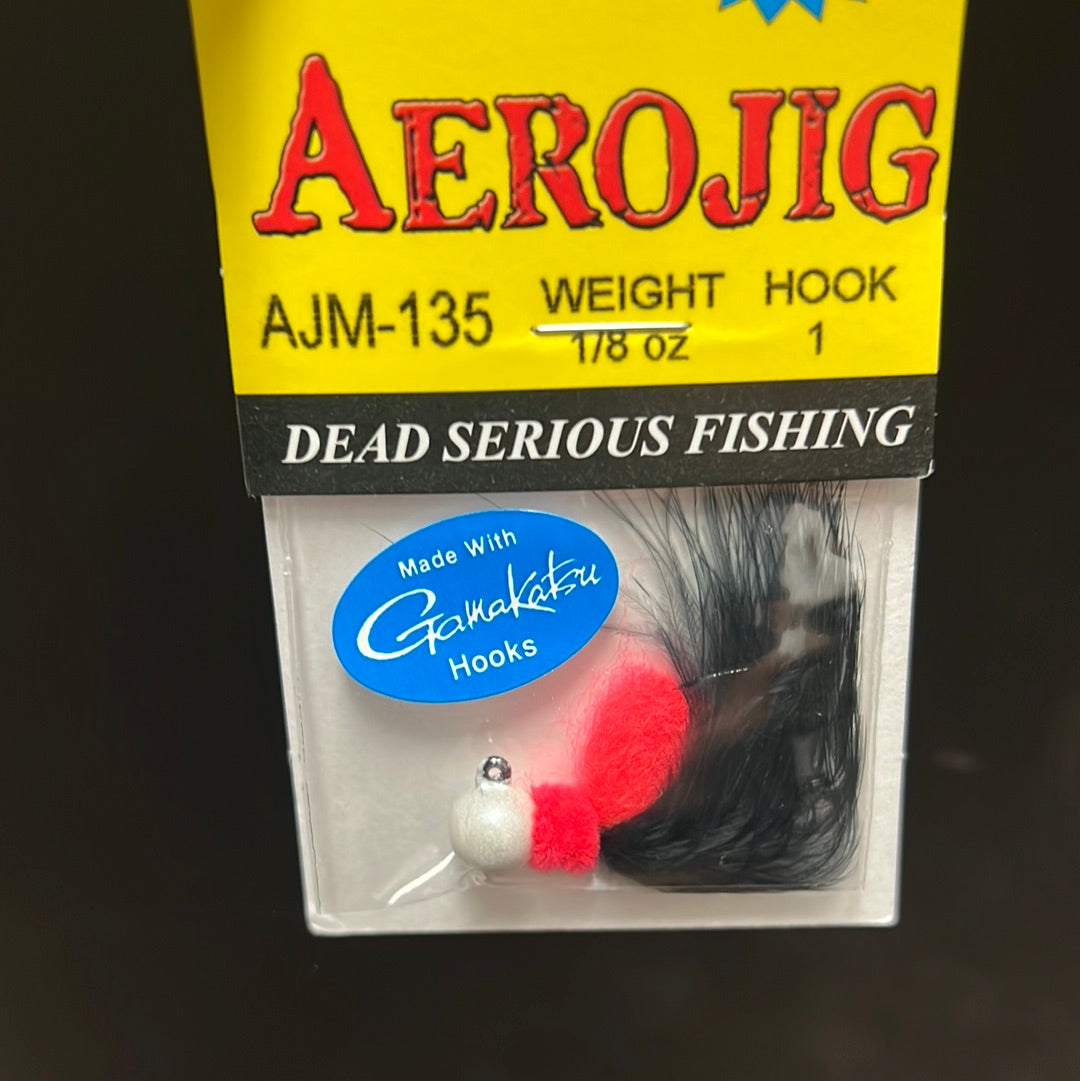 AEROJIG
AJM-135 WEIGHT HOOK
1/8 oz 1
DEAD SERIOUS FISHING
Made With
Gamakatsu
Hooks